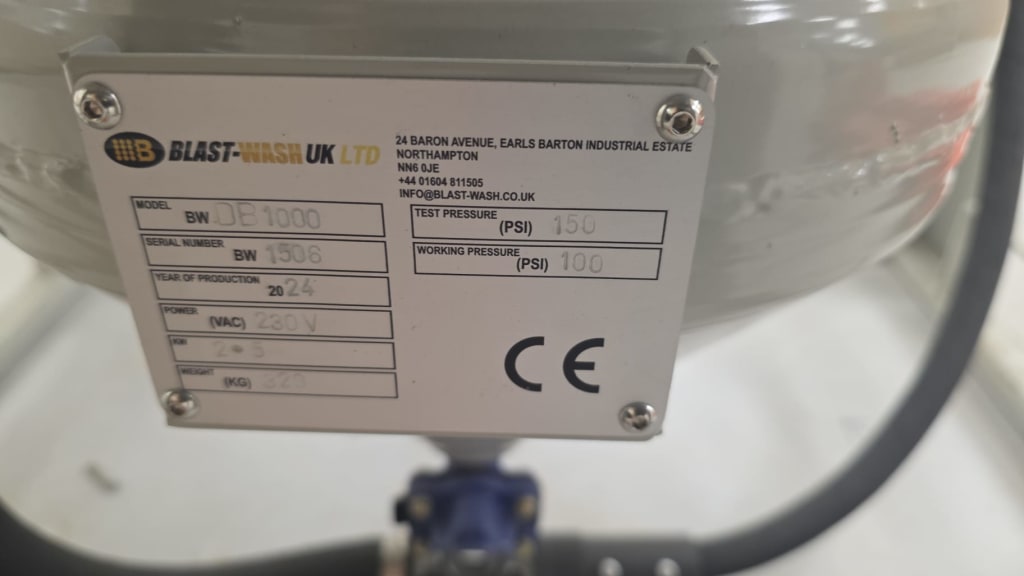 BLAST-WASH UK LTD
24 BARON AVENUE, EARLS BARTON INDUSTRIAL ESTATE
NORTHAMPTON
NN6 0JE
+44 01604 811505
INFO@BLAST-WASH.CO.UK
MODEL
BW DB1000
SERIAL NUMBER
BW 1506
YEAR OF PRODUCTION
2024
POWER
(VAC) 230V
KW
2.5
WEIGHT
(KG)
TEST PRESSURE
(PSI) 150
WORKING PRESSURE
(PSI) 100
CE